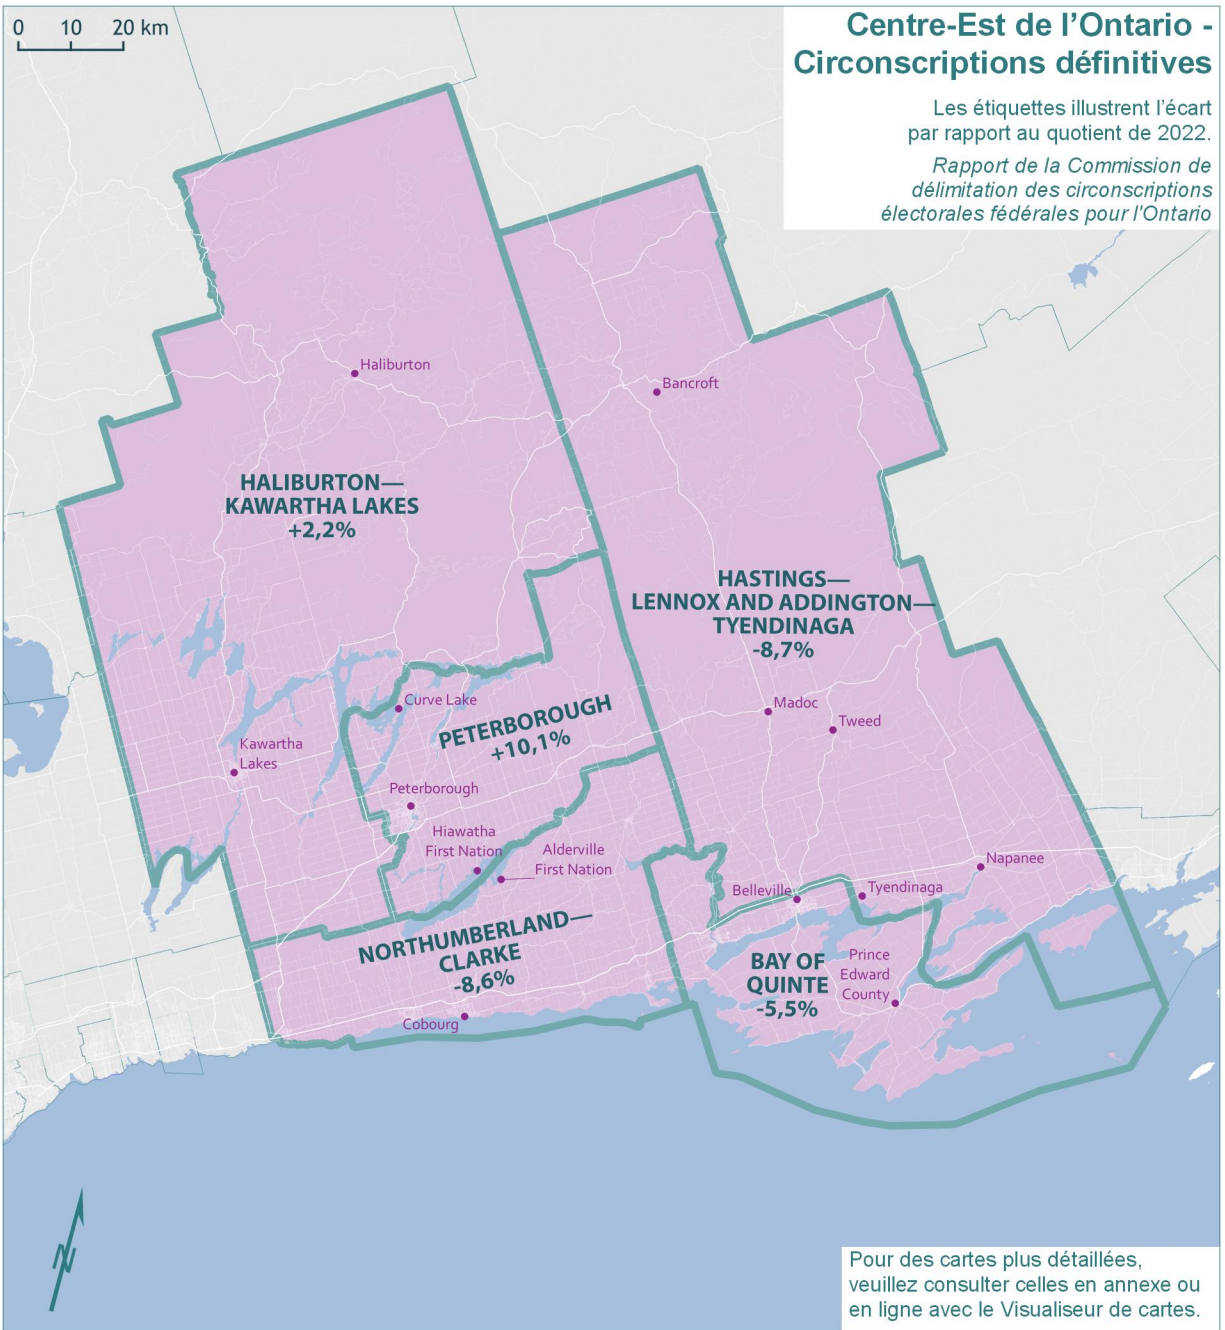 0 10 20 km
Centre-Est de l’Ontario -
Circonscriptions définitives
Les étiquettes illustrent l’écart
par rapport au quotient de 2022.
Rapport de la Commission de
délimitation des circonscriptions
électorales fédérales pour l'Ontario
Haliburton
Bancroft
HALIBURTON—
KAWARTHA LAKES
+2,2%
HASTINGS—
LENNOX AND ADDINGTON—
TYENDINAGA
-8,7%
Curve Lake
PETERBOROUGH
+10,1%
Madoc
Tweed
Kawartha
Lakes
Peterborough
Hiawatha
First Nation
Alderville
First Nation
Napanee
Belleville
Tyendinaga
NORTHUMBERLAND—
CLARKE
-8,6%
BAY OF
QUINTE
-5,5%
Prince
Edward
County
Cobourg
N
Pour des cartes plus détaillées,
veuillez consulter celles en annexe ou
en ligne avec le Visualiseur de cartes.